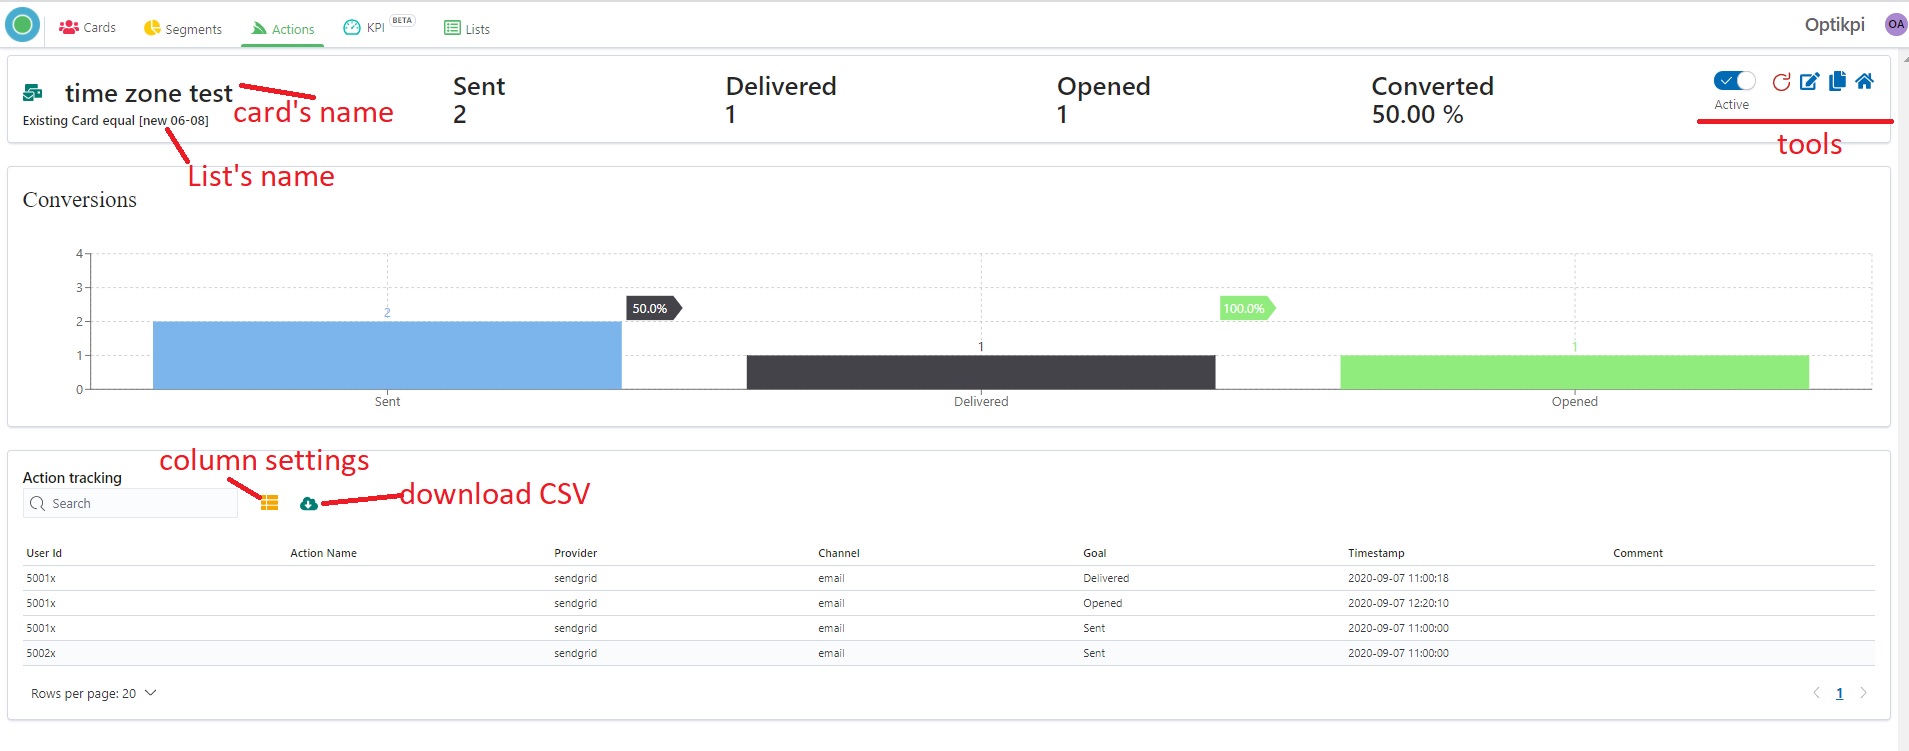 Cards Segments Actions KPI BETA Lists Optikpi OA
time zone test card's name
Existing Card equal [new 06-08]
List's name
Sent Delivered Opened Converted
2 1 1 50.00 %
Active
tools
Conversions
4
3
2
1
0
2
50.0%
1
100.0%
1
Sent Delivered Opened
column settings
Action tracking
Search
download CSV
User Id Action Name Provider Channel Goal Timestamp Comment
5001x sendgrid email Delivered 2020-09-07 11:00:18
5001x sendgrid email Opened 2020-09-07 12:20:10
5001x sendgrid email Sent 2020-09-07 11:00:00
5002x sendgrid email Sent 2020-09-07 11:00:00
Rows per page: 20 1